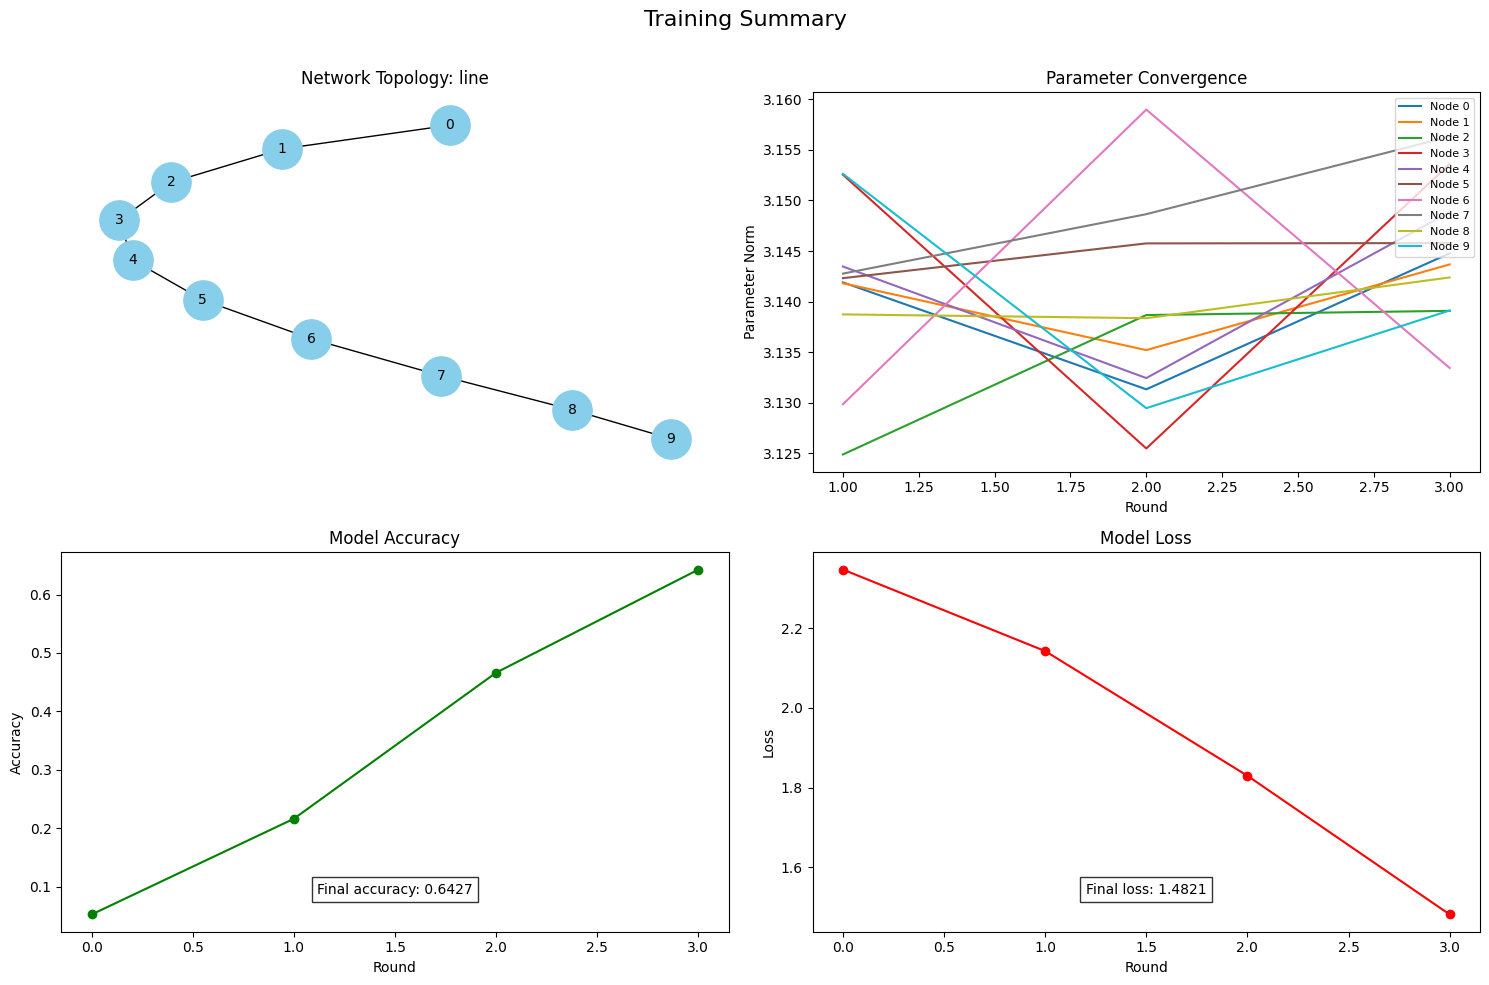 Training Summary
Network Topology: line
0
1
2
3
4
5
6
7
8
9
Parameter Convergence
3.160
3.155
3.150
3.145
3.140
3.135
3.130
3.125
Parameter Norm
Node 0
Node 1
Node 2
Node 3
Node 4
Node 5
Node 6
Node 7
Node 8
Node 9
1.00 1.25 1.50 1.75 2.00 2.25 2.50 2.75 3.00
Round
Model Accuracy
0.6
0.5
0.4
0.3
0.2
0.1
Accuracy
Final accuracy: 0.6427
0.0 0.5 1.0 1.5 2.0 2.5 3.0
Round
Model Loss
2.2
2.0
1.8
1.6
Loss
Final loss: 1.4821
0.0 0.5 1.0 1.5 2.0 2.5 3.0
Round